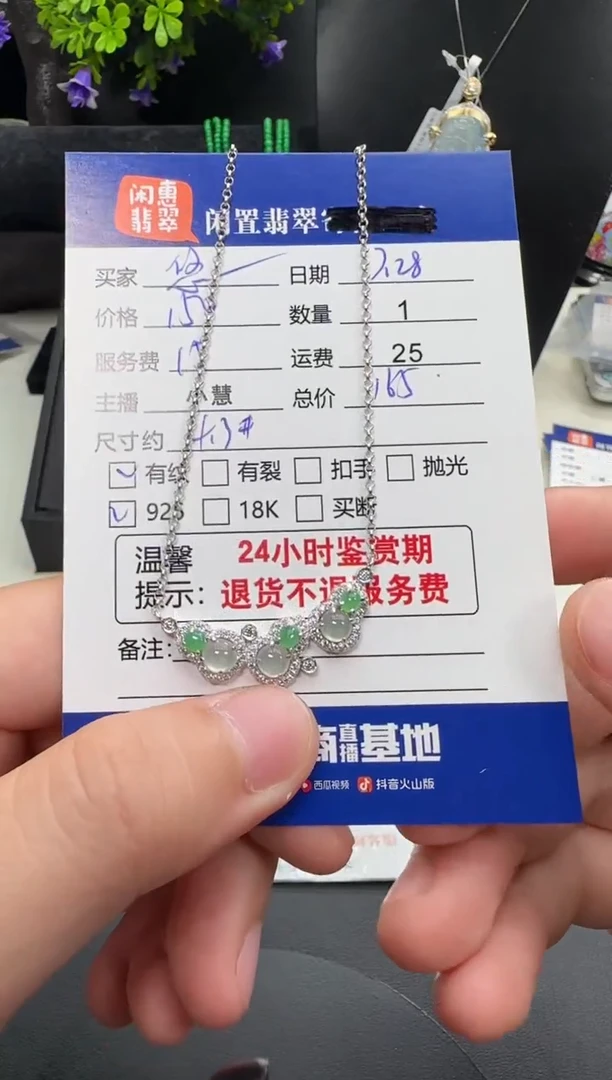 闲惠
翡翠
闲置翡翠
买家 日期 7.28
价格 150 数量 1
服务费 运费 25
主播 小慧 总价 165
尺寸约
有纹 有裂 扣手 抛光
925 18K 买断
温馨 24小时鉴赏期
提示: 退货不退服务费
备注:
商 直播 基地
西瓜视频 抖音火山版